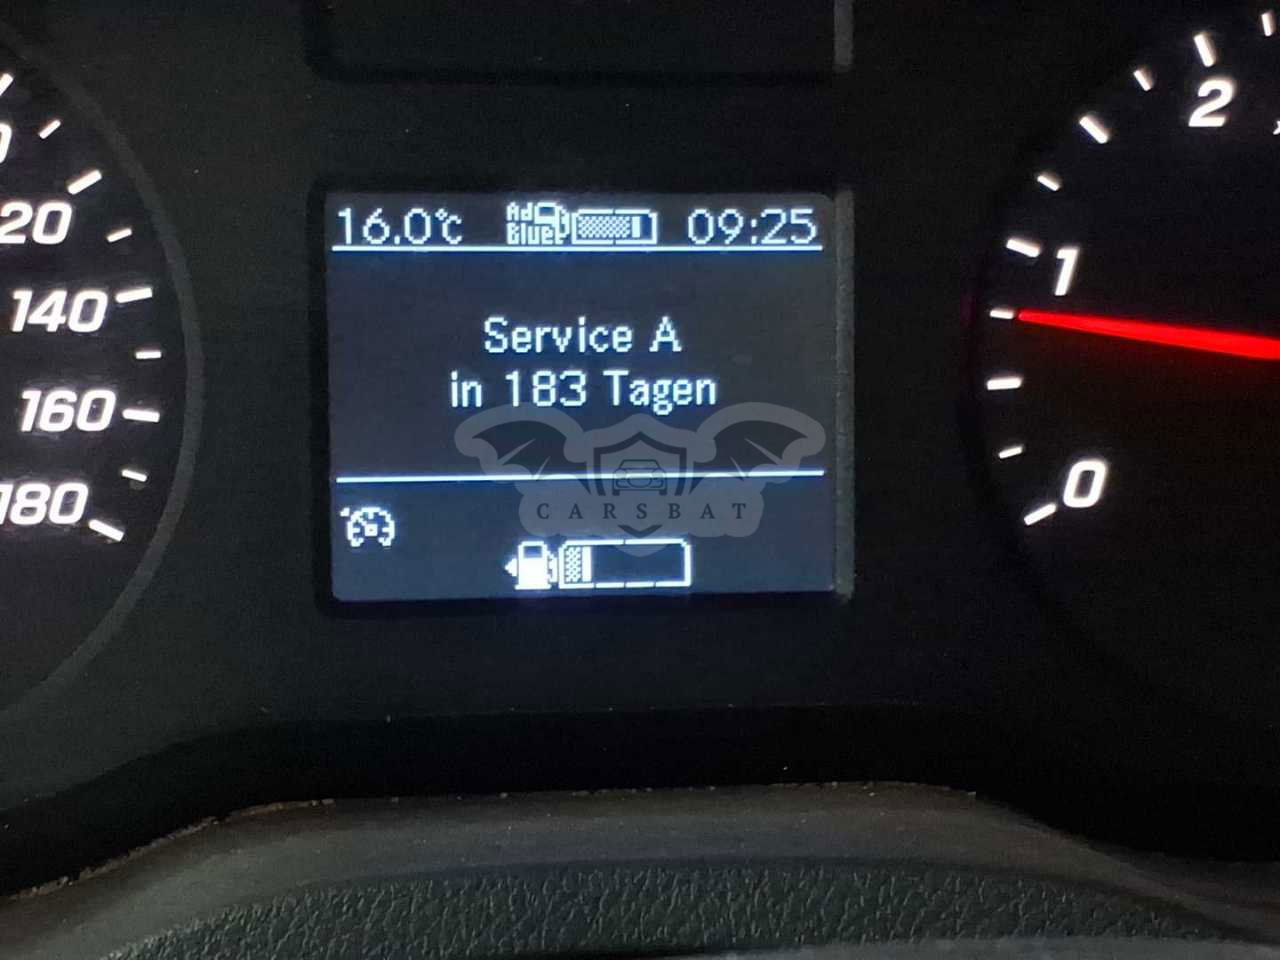 20
140
160
180
16.0°C
Ad
Blue
09:25
Service A
in 183 Tagen
CARSBAT
2
1
0